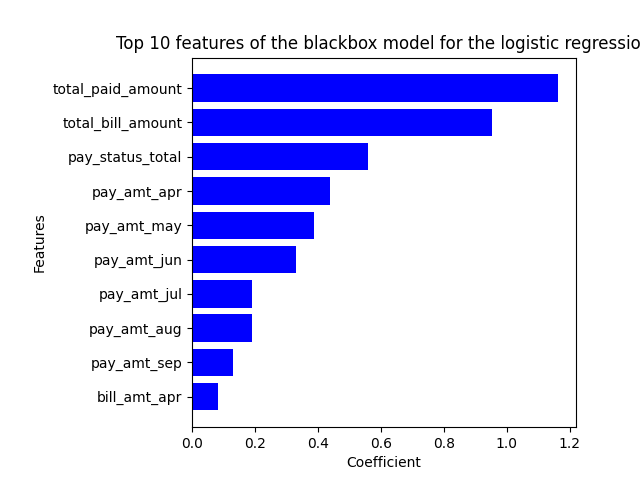 Top 10 features of the blackbox model for the logistic regressio
total_paid_amount
total_bill_amount
pay_status_total
pay_amt_apr
pay_amt_may
pay_amt_jun
pay_amt_jul
pay_amt_aug
pay_amt_sep
bill_amt_apr
Features
0.0 0.2 0.4 0.6 0.8 1.0 1.2
Coefficient